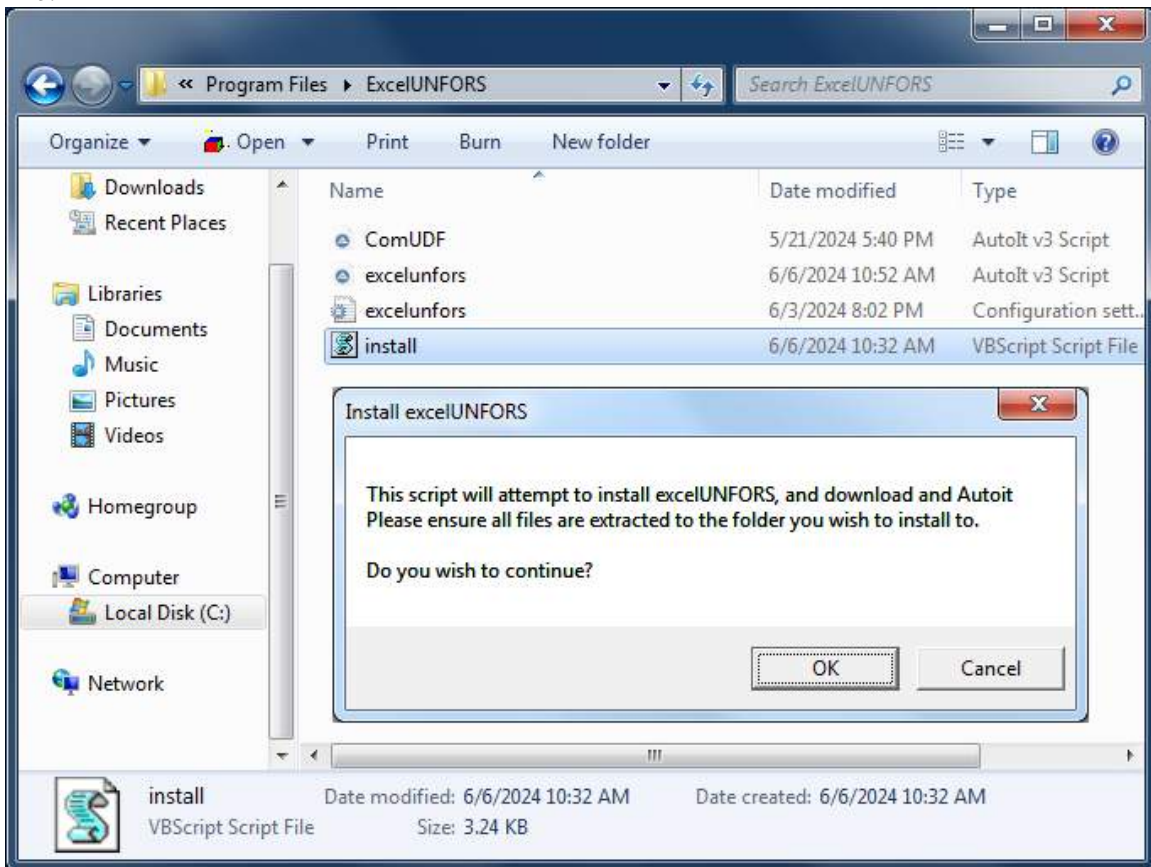 « Program Files ▸ ExcelUNFORS
Search ExcelUNFORS
Organize Open Print Burn New folder
Downloads
Recent Places
Libraries
Documents
Music
Pictures
Videos
Homegroup
Computer
Local Disk (C:)
Network
Name Date modified Type
ComUDF 5/21/2024 5:40 PM AutoIt v3 Script
excelunfors 6/6/2024 10:52 AM AutoIt v3 Script
excelunfors 6/3/2024 8:02 PM Configuration sett...
install 6/6/2024 10:32 AM VBScript Script File
Install excelUNFORS
This script will attempt to install excelUNFORS, and download and Autoit
Please ensure all files are extracted to the folder you wish to install to.
Do you wish to continue?
OK Cancel
install Date modified: 6/6/2024 10:32 AM Date created: 6/6/2024 10:32 AM
VBScript Script File Size: 3.24 KB